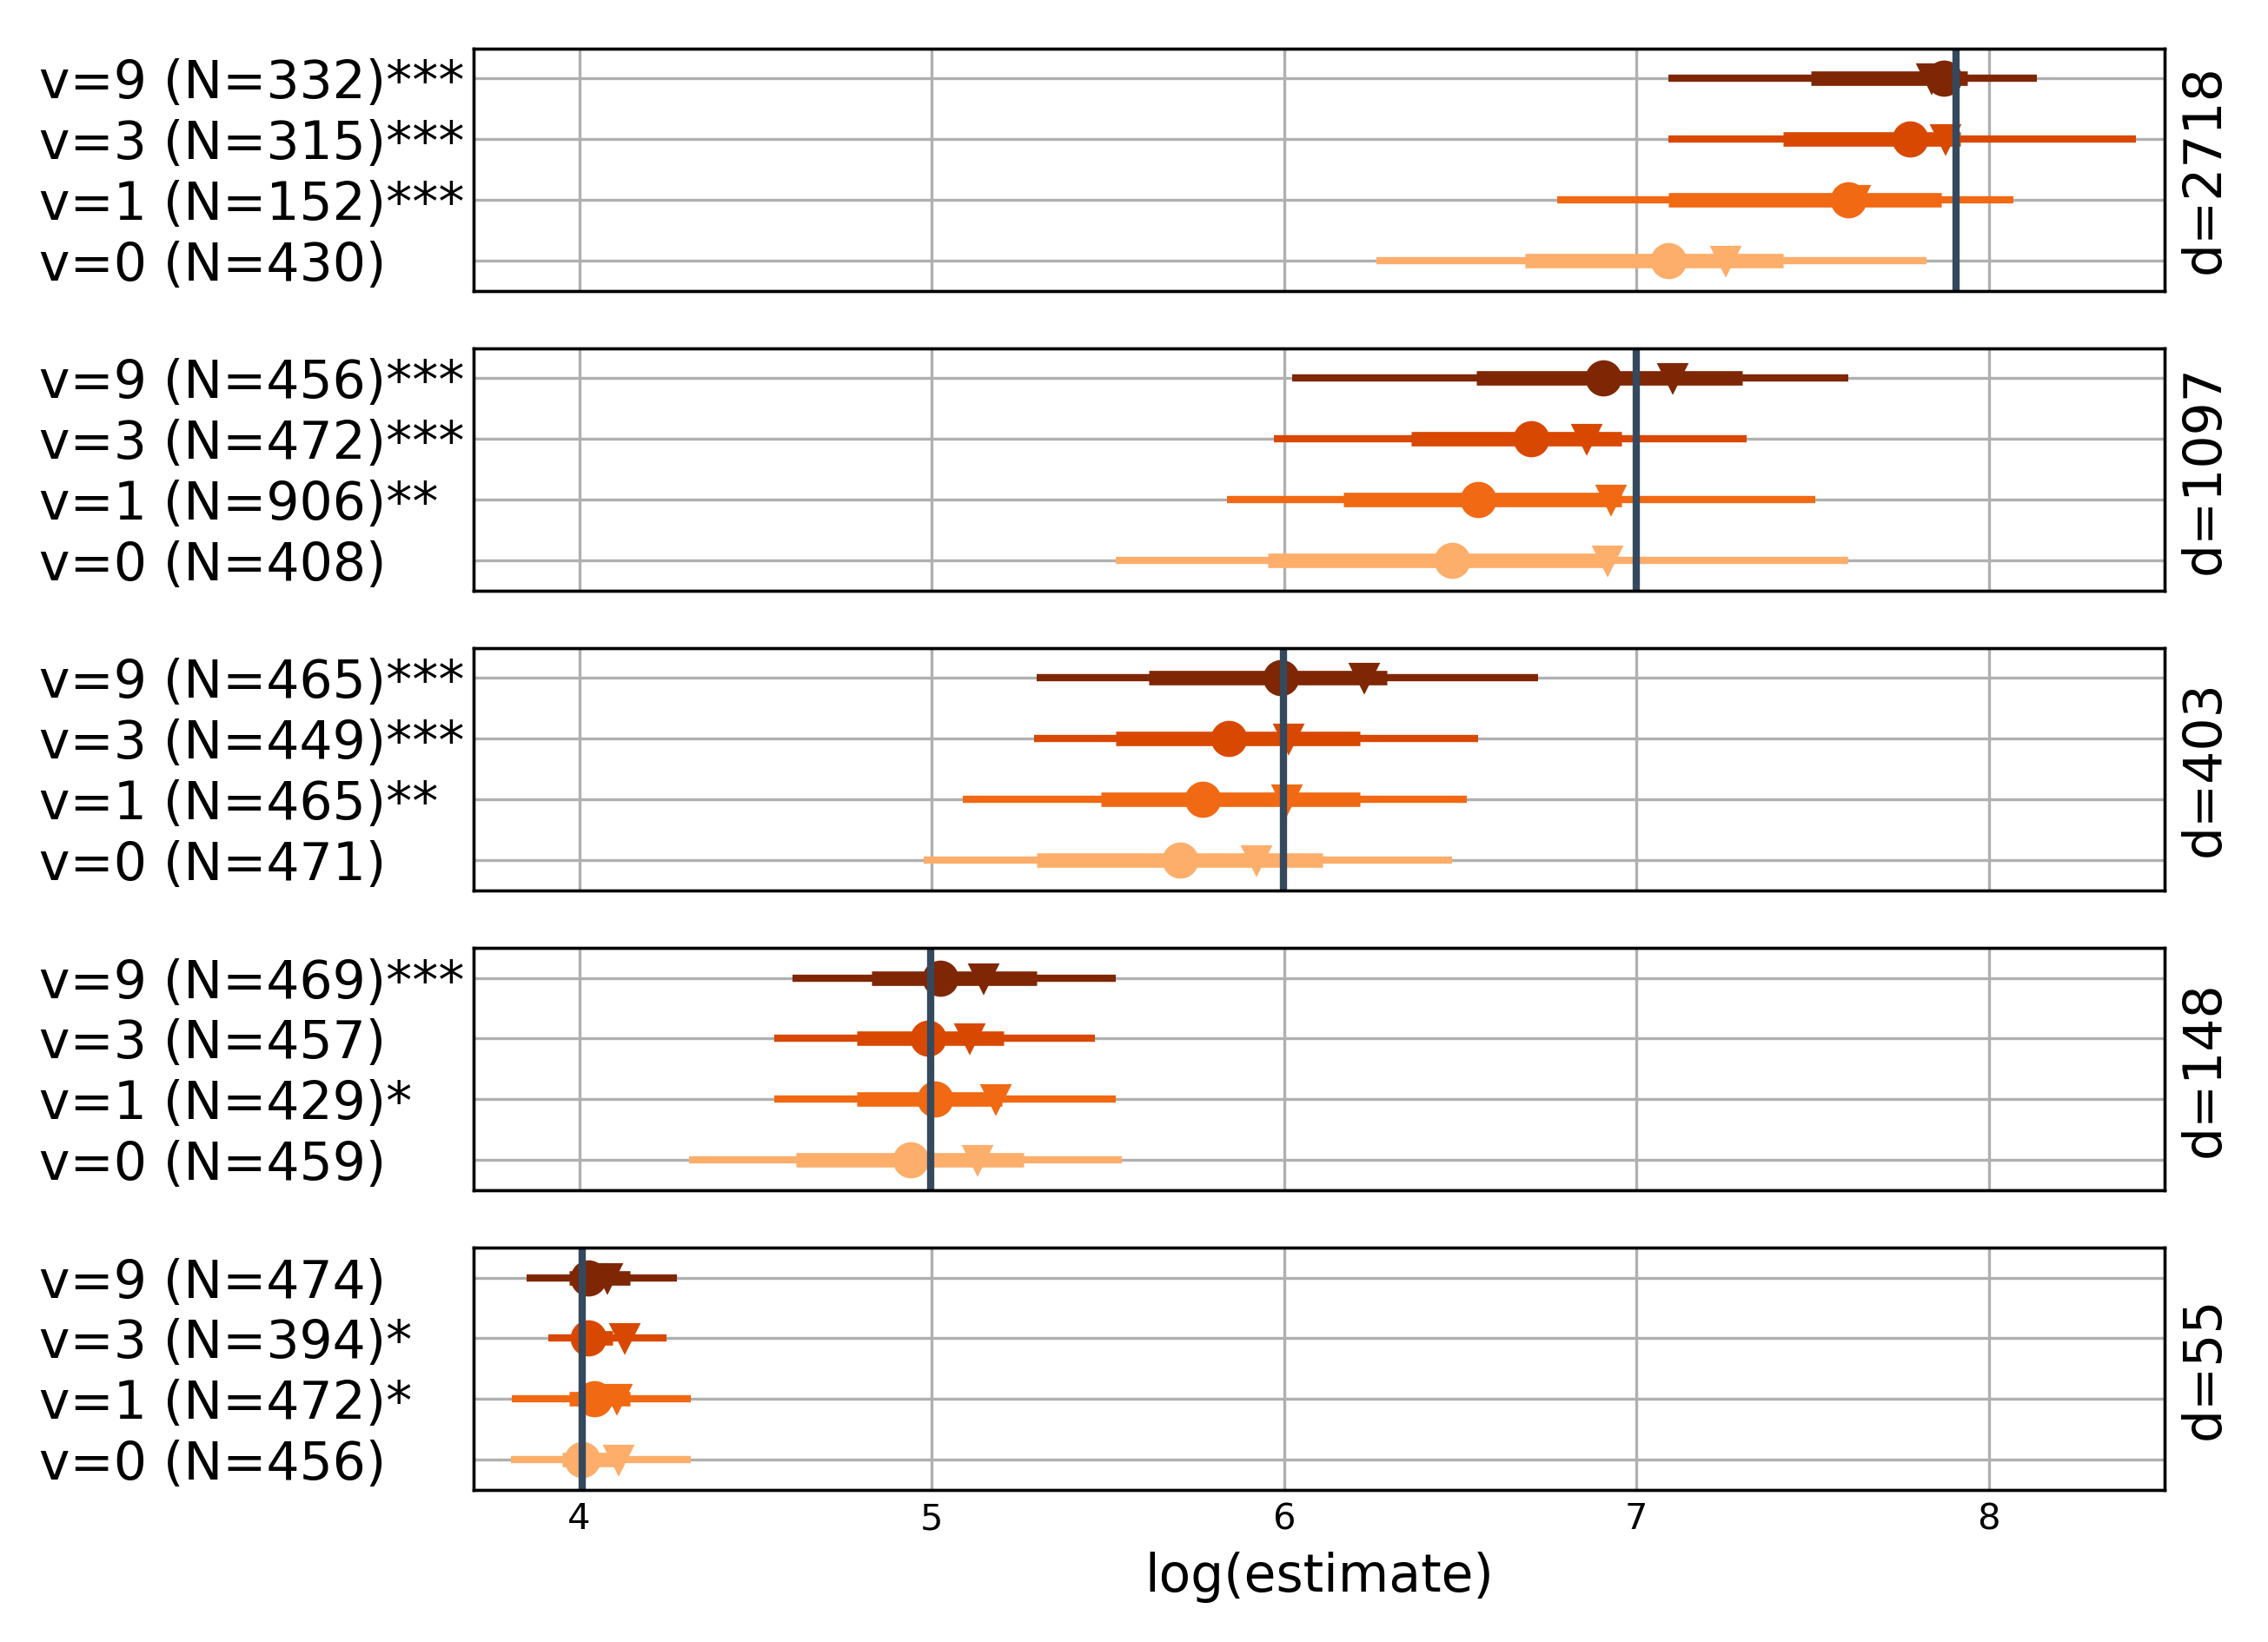 v=9 (N=332)***
v=3 (N=315)***
v=1 (N=152)***
v=0 (N=430)
d=2718
v=9 (N=456)***
v=3 (N=472)***
v=1 (N=906)**
v=0 (N=408)
d=1097
v=9 (N=465)***
v=3 (N=449)***
v=1 (N=465)**
v=0 (N=471)
d=403
v=9 (N=469)***
v=3 (N=457)
v=1 (N=429)*
v=0 (N=459)
d=148
v=9 (N=474)
v=3 (N=394)*
v=1 (N=472)*
v=0 (N=456)
d=55
4 5 6 7 8
log(estimate)